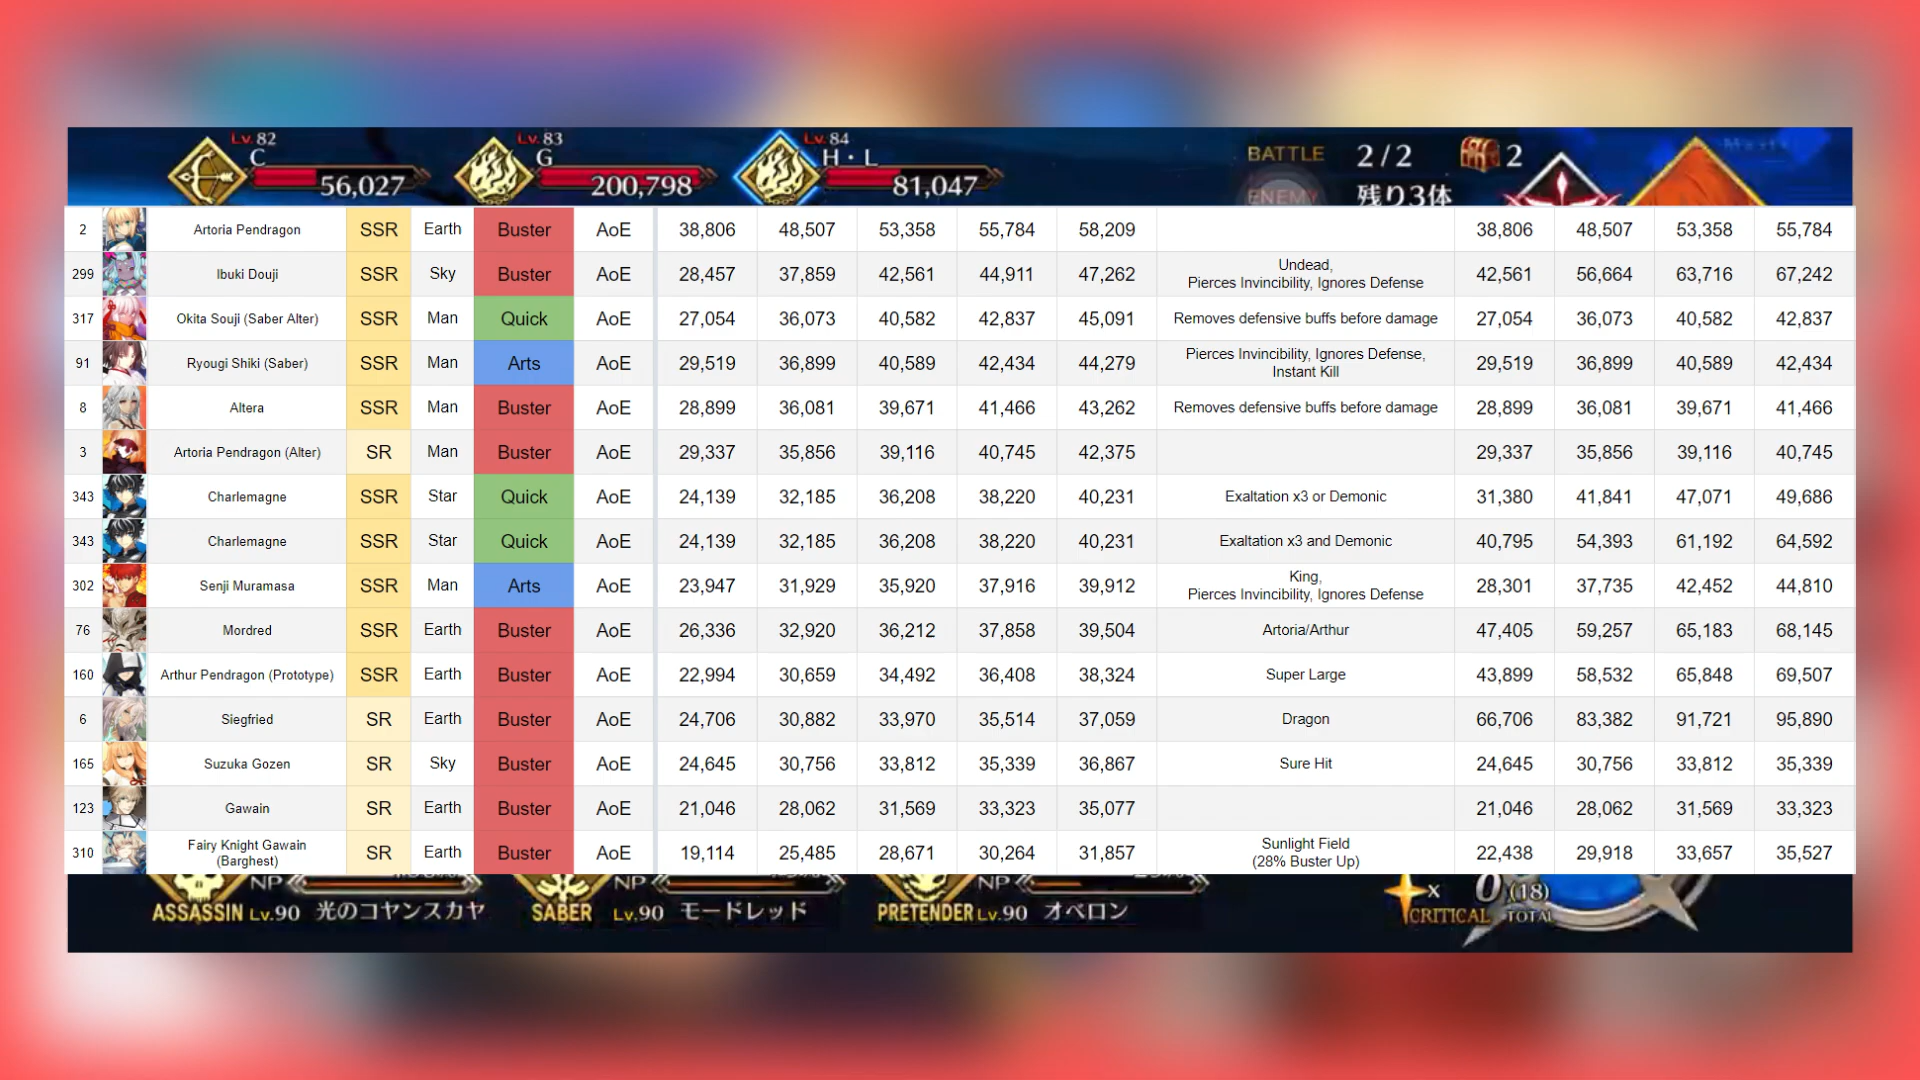 Lv.82
C
56,027
Lv.83
G
200,798
Lv.84
H・L
81,047
BATTLE 2/2 2
ENEMY 残り3体
2 Artoria Pendragon SSR Earth Buster AoE 38,806 48,507 53,358 55,784 58,209 38,806 48,507 53,358 55,784
299 Ibuki Douji SSR Sky Buster AoE 28,457 37,859 42,561 44,911 47,262 Undead, Pierces Invincibility, Ignores Defense 42,561 56,664 63,716 67,242
317 Okita Souji (Saber Alter) SSR Man Quick AoE 27,054 36,073 40,582 42,837 45,091 Removes defensive buffs before damage 27,054 36,073 40,582 42,837
91 Ryougi Shiki (Saber) SSR Man Arts AoE 29,519 36,899 40,589 42,434 44,279 Pierces Invincibility, Ignores Defense, Instant Kill 29,519 36,899 40,589 42,434
8 Altera SSR Man Buster AoE 28,899 36,081 39,671 41,466 43,262 Removes defensive buffs before damage 28,899 36,081 39,671 41,466
3 Artoria Pendragon (Alter) SR Man Buster AoE 29,337 35,856 39,116 40,745 42,375 29,337 35,856 39,116 40,745
343 Charlemagne SSR Star Quick AoE 24,139 32,185 36,208 38,220 40,231 Exaltation x3 or Demonic 31,380 41,841 47,071 49,686
343 Charlemagne SSR Star Quick AoE 24,139 32,185 36,208 38,220 40,231 Exaltation x3 and Demonic 40,795 54,393 61,192 64,592
302 Senji Muramasa SSR Man Arts AoE 23,947 31,929 35,920 37,916 39,912 King, Pierces Invincibility, Ignores Defense 28,301 37,735 42,452 44,810
76 Mordred SSR Earth Buster AoE 26,336 32,920 36,212 37,858 39,504 Artoria/Arthur 47,405 59,257 65,183 68,145
160 Arthur Pendragon (Prototype) SSR Earth Buster AoE 22,994 30,659 34,492 36,408 38,324 Super Large 43,899 58,532 65,848 69,507
6 Siegfried SR Earth Buster AoE 24,706 30,882 33,970 35,514 37,059 Dragon 66,706 83,382 91,721 95,890
165 Suzuka Gozen SR Sky Buster AoE 24,645 30,756 33,812 35,339 36,867 Sure Hit 24,645 30,756 33,812 35,339
123 Gawain SR Earth Buster AoE 21,046 28,062 31,569 33,323 35,077 21,046 28,062 31,569 33,323
310 Fairy Knight Gawain (Barghest) SR Earth Buster AoE 19,114 25,485 28,671 30,264 31,857 Sunlight Field (28% Buster Up) 22,438 29,918 33,657 35,527
NP NP NP
ASSASSIN Lv.90 光のコヤンスカヤ
SABER Lv.90 モードレッド
PRETENDER Lv.90 オベロン
x 0 (18)
CRITICAL TOTAL